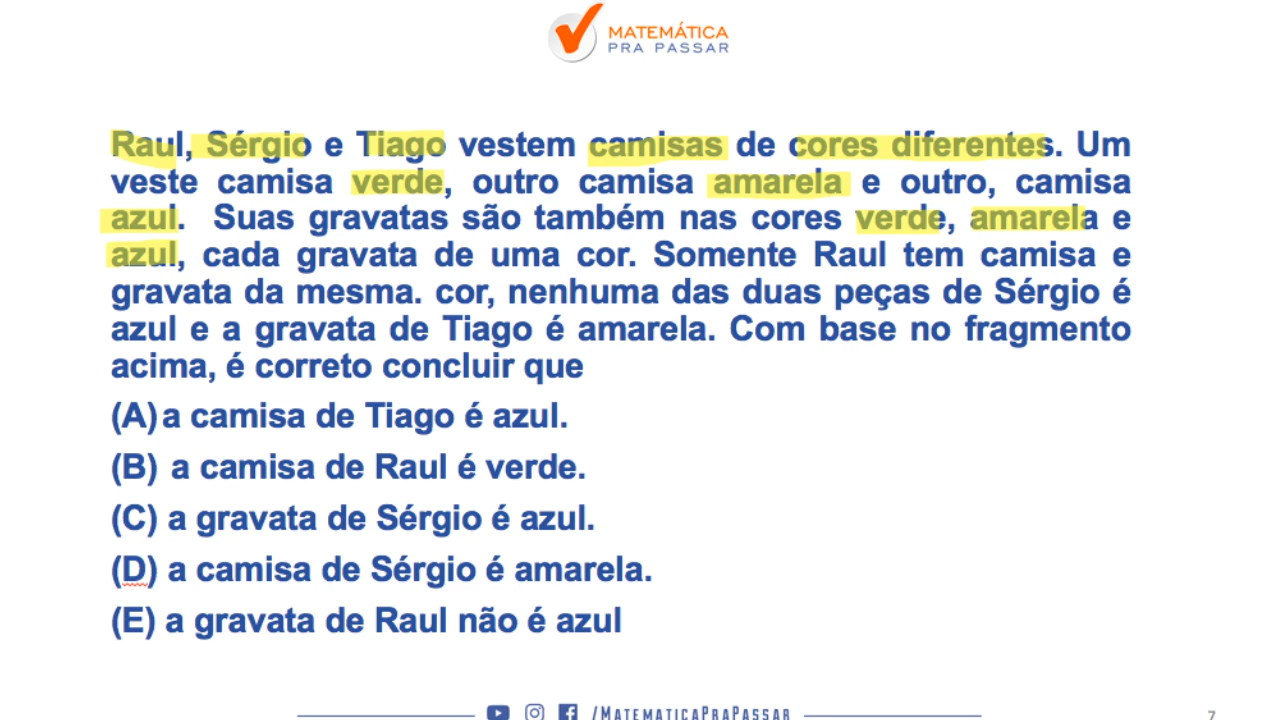 MATEMÁTICA
PRA PASSAR
Raul, Sérgio e Tiago vestem camisas de cores diferentes. Um
veste camisa verde, outro camisa amarela e outro, camisa
azul. Suas gravatas são também nas cores verde, amarela e
azul, cada gravata de uma cor. Somente Raul tem camisa e
gravata da mesma. cor, nenhuma das duas peças de Sérgio é
azul e a gravata de Tiago é amarela. Com base no fragmento
acima, é correto concluir que
(A) a camisa de Tiago é azul.
(B) a camisa de Raul é verde.
(C) a gravata de Sérgio é azul.
(D) a camisa de Sérgio é amarela.
(E) a gravata de Raul não é azul
/MATEMATICAPRAPASSAR
7